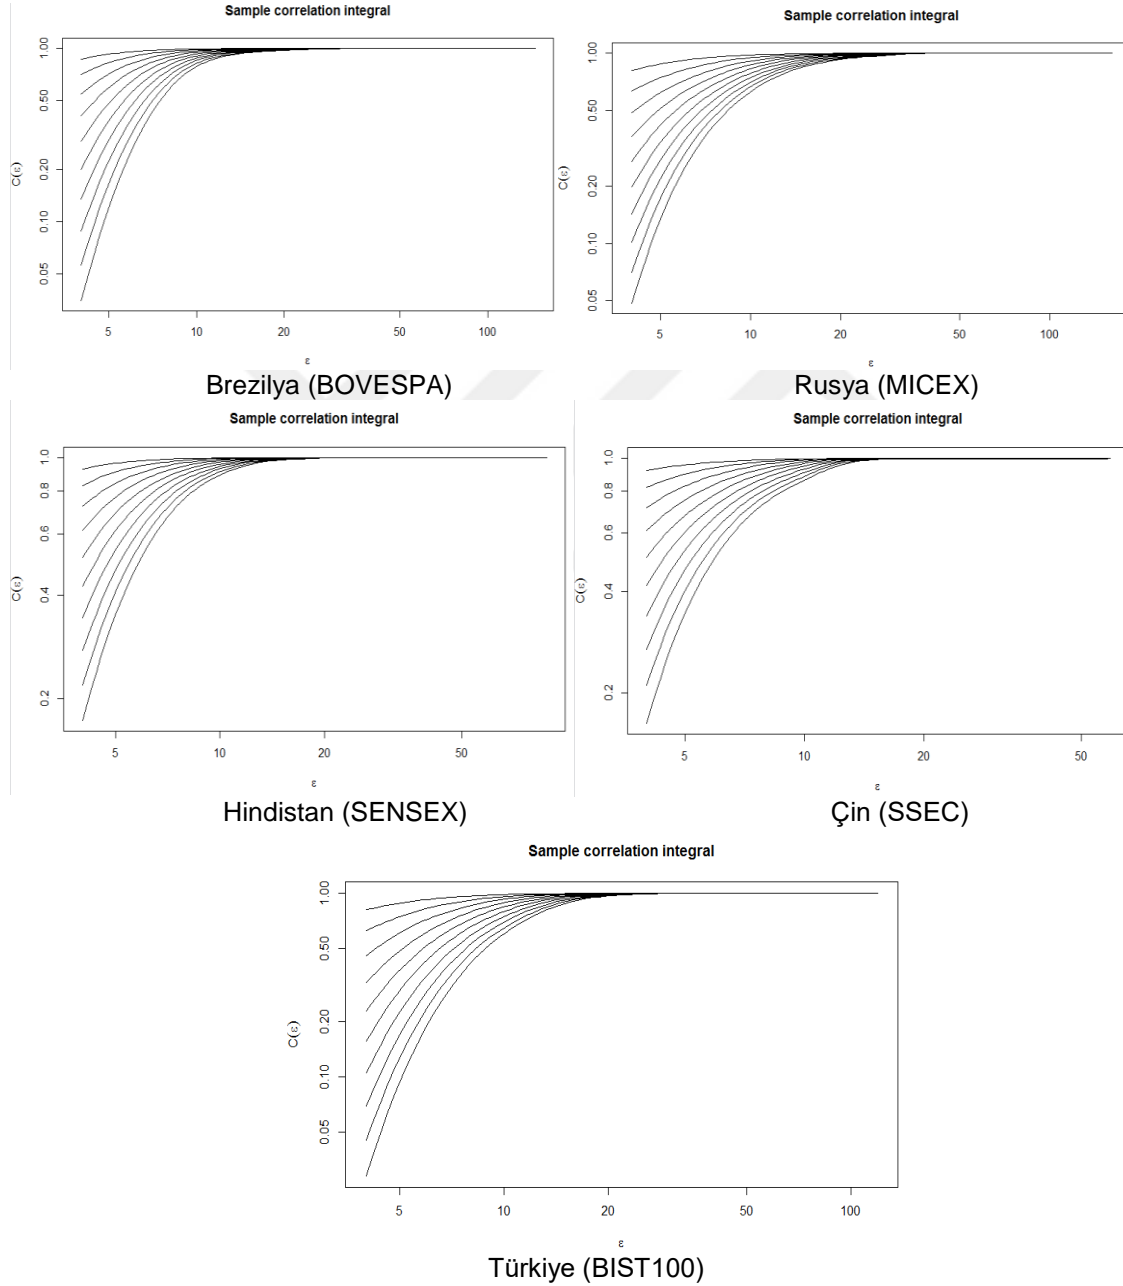 Sample correlation integral
C(ε)
1.00
0.50
0.20
0.10
0.05
5 10 20 50 100
ε
Brezilya (BOVESPA)
Sample correlation integral
C(ε)
1.00
0.50
0.20
0.10
0.05
5 10 20 50 100
ε
Rusya (MICEX)
Sample correlation integral
C(ε)
1.0
0.8
0.6
0.4
0.2
5 10 20 50
ε
Hindistan (SENSEX)
Sample correlation integral
C(ε)
1.0
0.8
0.6
0.4
0.2
5 10 20 50
ε
Çin (SSEC)
Sample correlation integral
C(ε)
1.00
0.50
0.20
0.10
0.05
5 10 20 50 100
ε
Türkiye (BIST100)